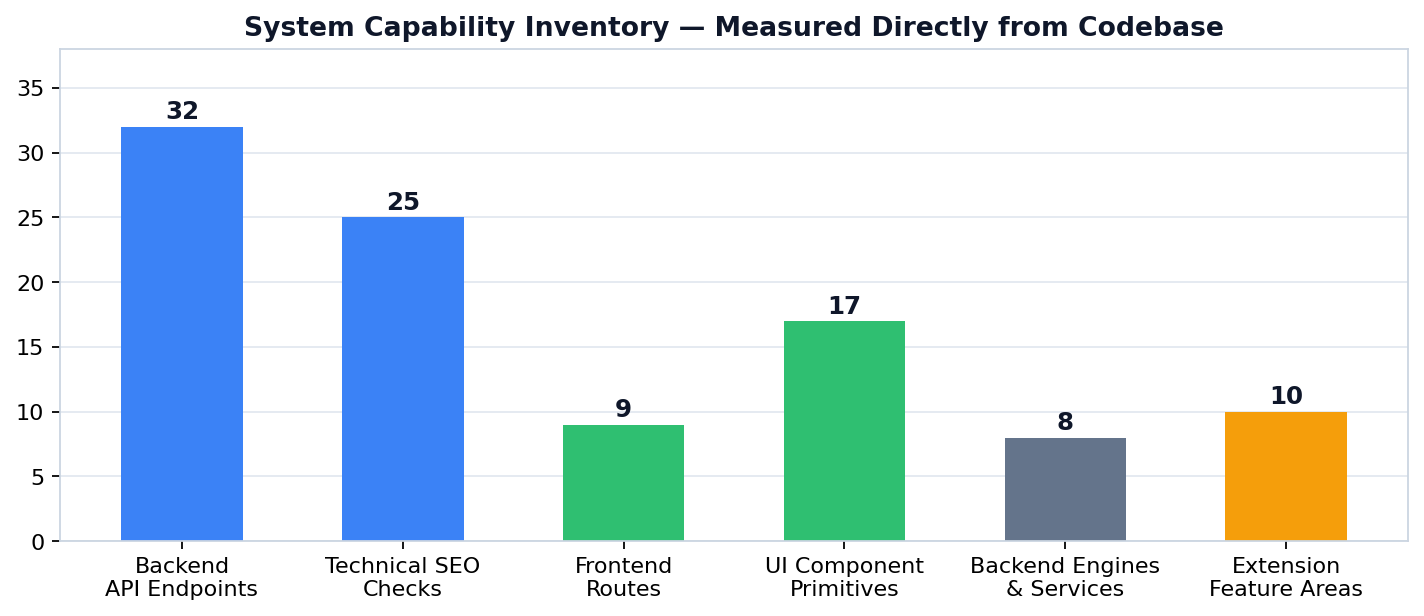 System Capability Inventory — Measured Directly from Codebase
35
30
25
20
15
10
5
0
32
25
9
17
8
10
Backend
API Endpoints
Technical SEO
Checks
Frontend
Routes
UI Component
Primitives
Backend Engines
& Services
Extension
Feature Areas